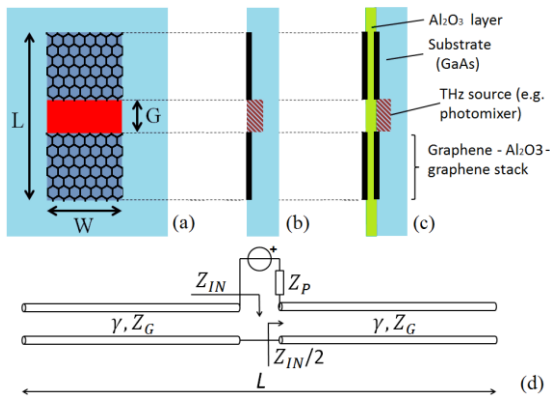 Al₂O₃ layer
Substrate
(GaAs)
THz source (e.g.
photomixer)
Graphene - Al₂O3-
graphene stack
L
G
W
(a)
(b)
(c)
Z_IN
+
Z_P
γ, Z_G
γ, Z_G
Z_IN/2
L
(d)